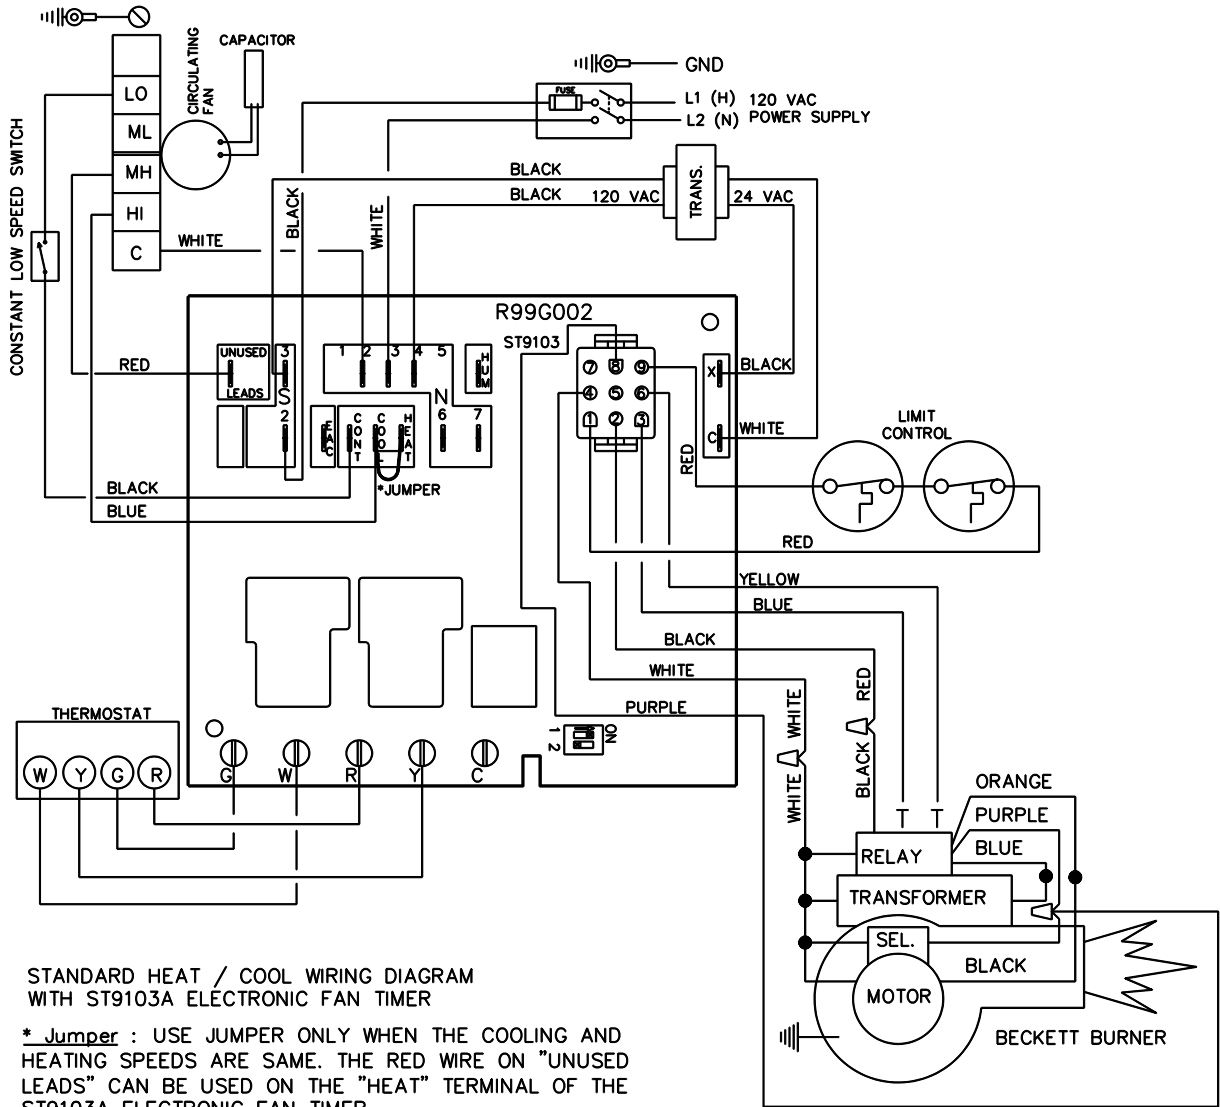 CAPACITOR
CIRCULATING
FAN
LO
ML
MH
HI
C
CONSTANT LOW SPEED SWITCH
GND
FUSE
L1 (H)
L2 (N)
120 VAC
POWER SUPPLY
BLACK
BLACK
120 VAC
TRANS.
24 VAC
WHITE
BLACK
WHITE
R99G002
ST9103
RED
UNUSED
LEADS
3
S
2
1
2
3
4
5
N
6
7
HUM
EAC
CONT
COOL
HEAT
*JUMPER
7
8
9
4
5
6
1
2
3
X
C
BLACK
WHITE
RED
LIMIT
CONTROL
BLACK
BLUE
RED
YELLOW
BLUE
BLACK
WHITE
PURPLE
WHITE
WHITE
RED
BLACK
1
2
ON
THERMOSTAT
W
Y
G
R
G
W
R
Y
C
T
T
ORANGE
PURPLE
BLUE
RELAY
TRANSFORMER
SEL.
BLACK
MOTOR
BECKETT BURNER
STANDARD HEAT / COOL WIRING DIAGRAM
WITH ST9103A ELECTRONIC FAN TIMER
* Jumper : USE JUMPER ONLY WHEN THE COOLING AND
HEATING SPEEDS ARE SAME. THE RED WIRE ON "UNUSED
LEADS" CAN BE USED ON THE "HEAT" TERMINAL OF THE
ST9103A ELECTRONIC FAN TIMER